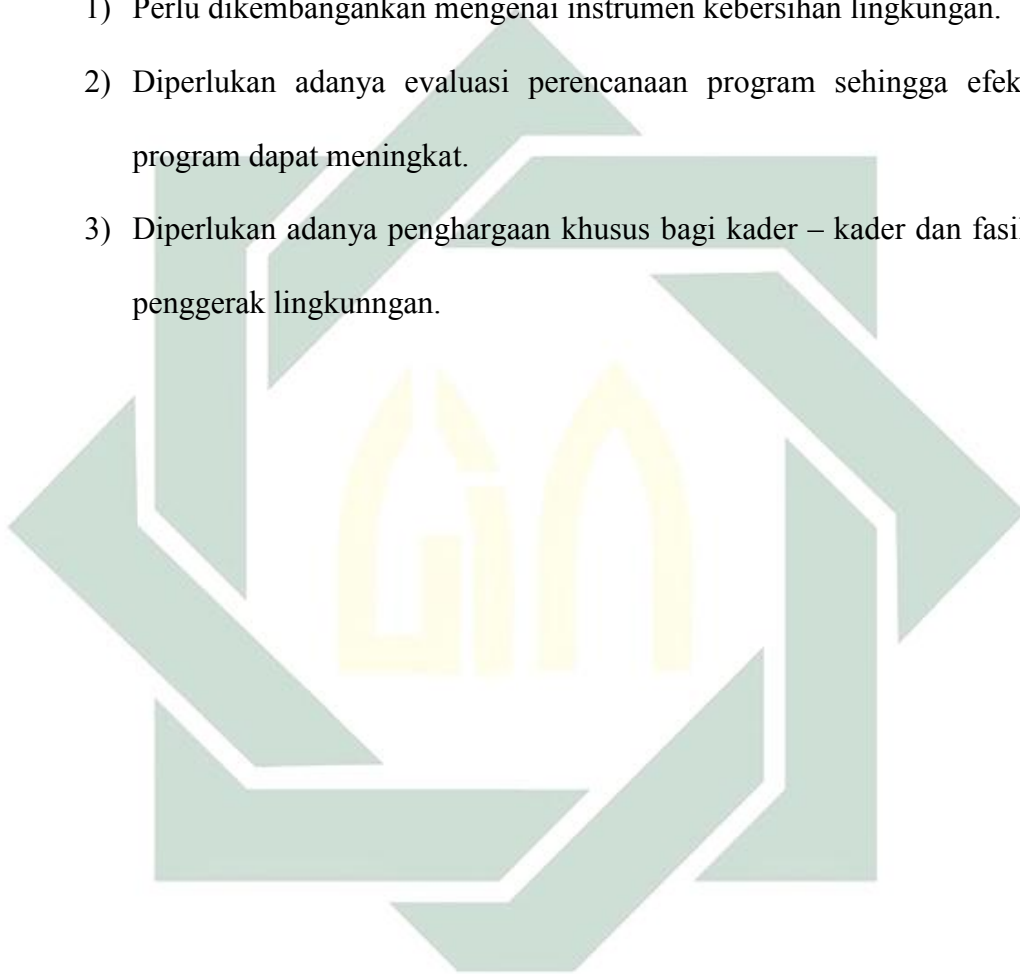 1) Perlu dikembangankan mengenai instrumen kebersihan lingkungan.
2) Diperlukan adanya evaluasi perencanaan program sehingga
program dapat meningkat.
3) Diperlukan adanya penghargaan khusus bagi kader – kader dan
penggerak lingkunngan.